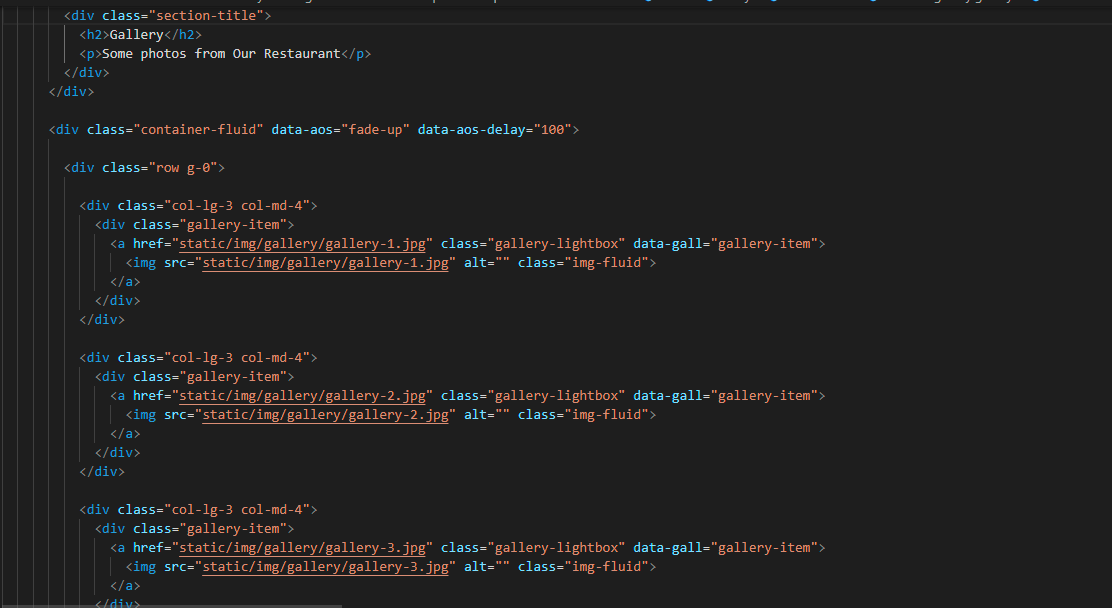 <div class="section-title">
<h2>Gallery</h2>
<p>Some photos from Our Restaurant</p>
</div>
</div>
<div class="container-fluid" data-aos="fade-up" data-aos-delay="100">
<div class="row g-0">
<div class="col-lg-3 col-md-4">
<div class="gallery-item">
<a href="static/img/gallery/gallery-1.jpg" class="gallery-lightbox" data-gall="gallery-item">
<img src="static/img/gallery/gallery-1.jpg" alt="" class="img-fluid">
</a>
</div>
</div>
<div class="col-lg-3 col-md-4">
<div class="gallery-item">
<a href="static/img/gallery/gallery-2.jpg" class="gallery-lightbox" data-gall="gallery-item">
<img src="static/img/gallery/gallery-2.jpg" alt="" class="img-fluid">
</a>
</div>
</div>
<div class="col-lg-3 col-md-4">
<div class="gallery-item">
<a href="static/img/gallery/gallery-3.jpg" class="gallery-lightbox" data-gall="gallery-item">
<img src="static/img/gallery/gallery-3.jpg" alt="" class="img-fluid">
</a>
</div>